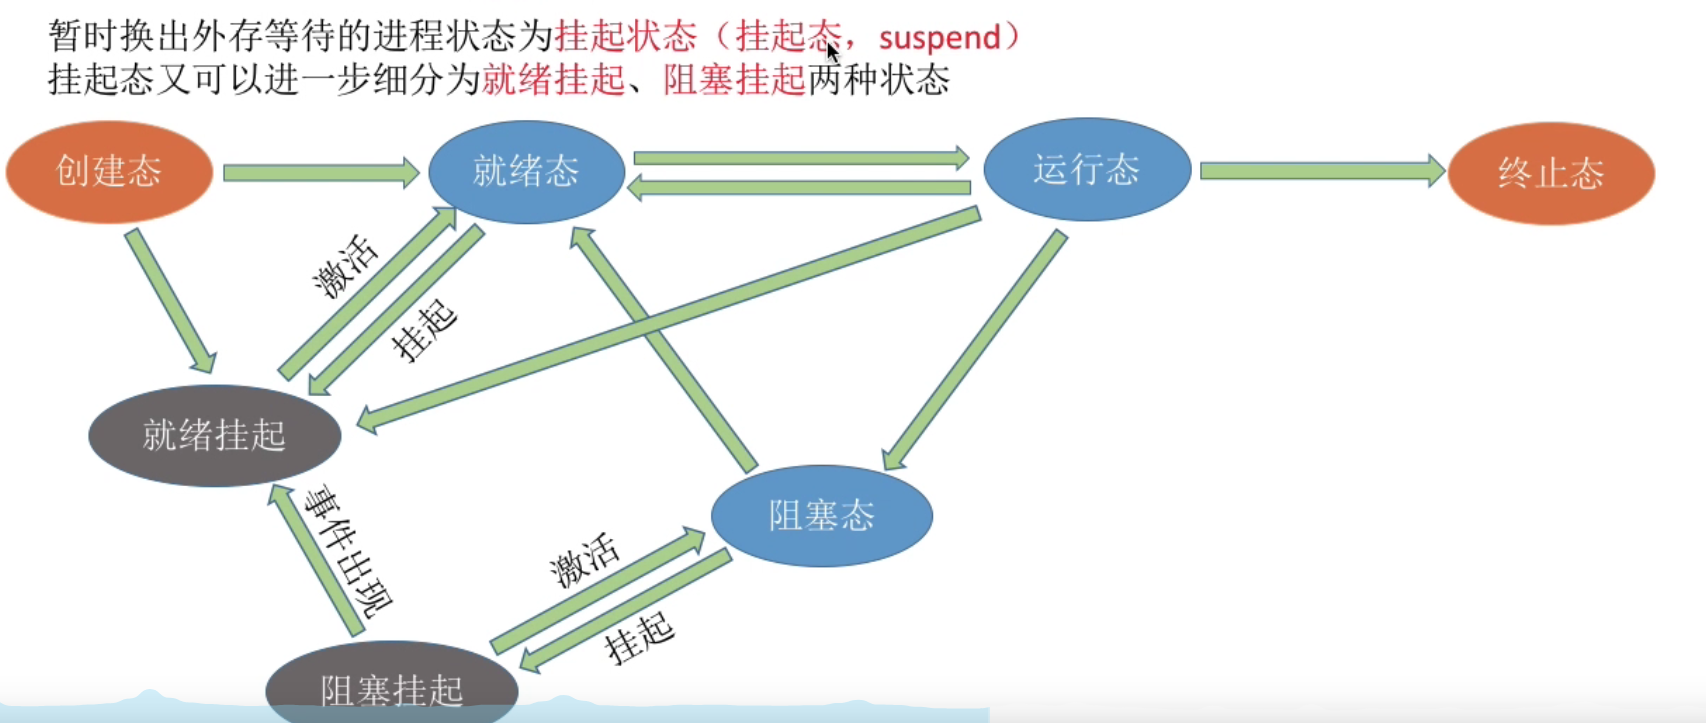 暂时换出外存等待的进程状态为挂起状态（挂起态，suspend）
挂起态又可以进一步细分为就绪挂起、阻塞挂起两种状态
创建态
就绪态
运行态
终止态
激活
挂起
就绪挂起
事件出现
阻塞态
激活
挂起
阻塞挂起